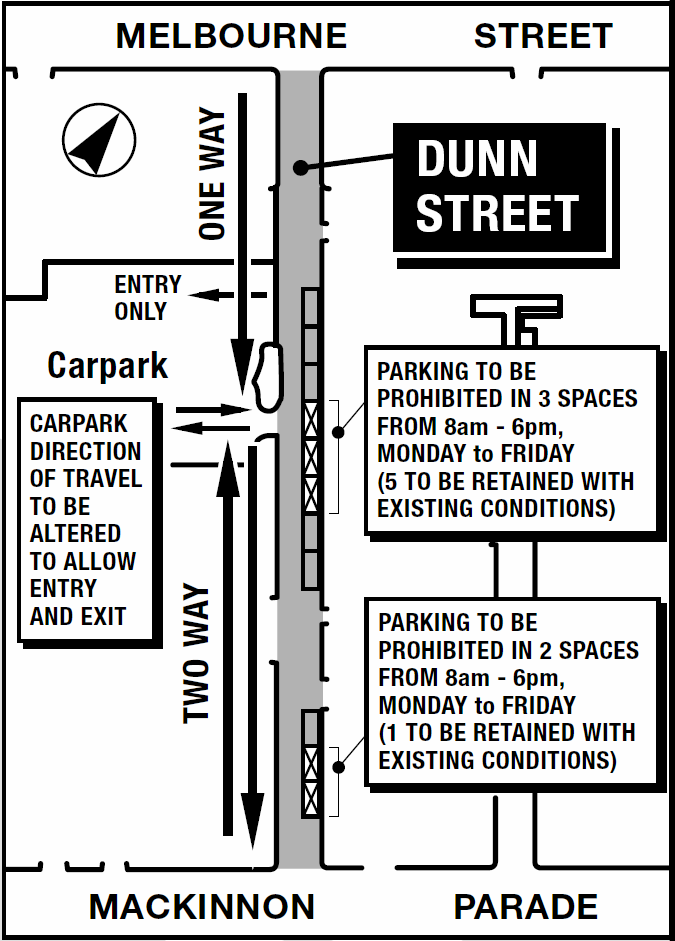 MELBOURNE STREET
ONE WAY
DUNN
STREET
ENTRY
ONLY
Carpark
PARKING TO BE
PROHIBITED IN 3 SPACES
FROM 8am - 6pm,
MONDAY to FRIDAY
(5 TO BE RETAINED WITH
EXISTING CONDITIONS)
CARPARK
DIRECTION
OF TRAVEL
TO BE
ALTERED
TO ALLOW
ENTRY
AND EXIT
TWO WAY
PARKING TO BE
PROHIBITED IN 2 SPACES
FROM 8am - 6pm,
MONDAY to FRIDAY
(1 TO BE RETAINED WITH
EXISTING CONDITIONS)
MACKINNON PARADE